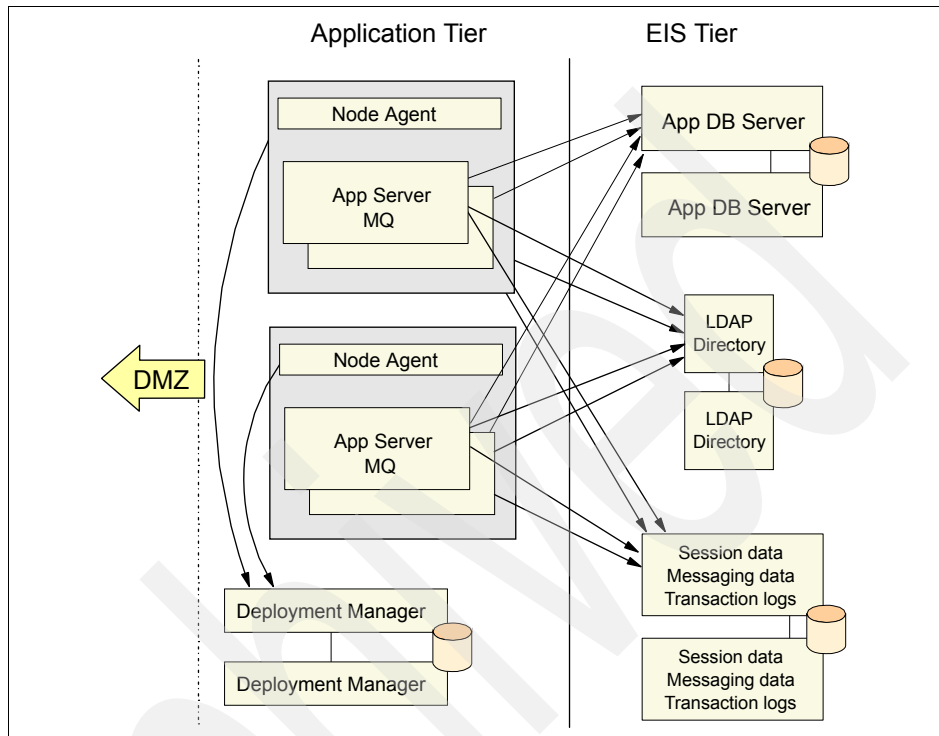 Application Tier
EIS Tier
Node Agent
App Server
MQ
Node Agent
App Server
MQ
DMZ
Deployment Manager
Deployment Manager
App DB Server
App DB Server
LDAP
Directory
LDAP
Directory
Session data
Messaging data
Transaction logs
Session data
Messaging data
Transaction logs